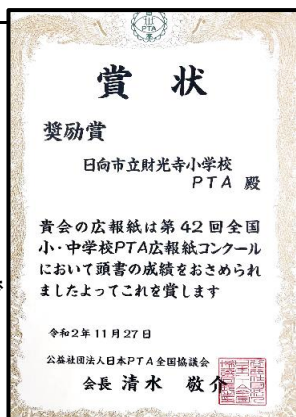 PTA
賞状
奨励賞
日向市立財光寺小学校
PTA 殿
貴会の広報紙は第42回全国
小・中学校PTA広報紙コンクール
において頭書の成績をおさめられ
ましたよってこれを賞します
令和2年11月27日
公益社団法人日本PTA全国協議会
会長 清水 敬介